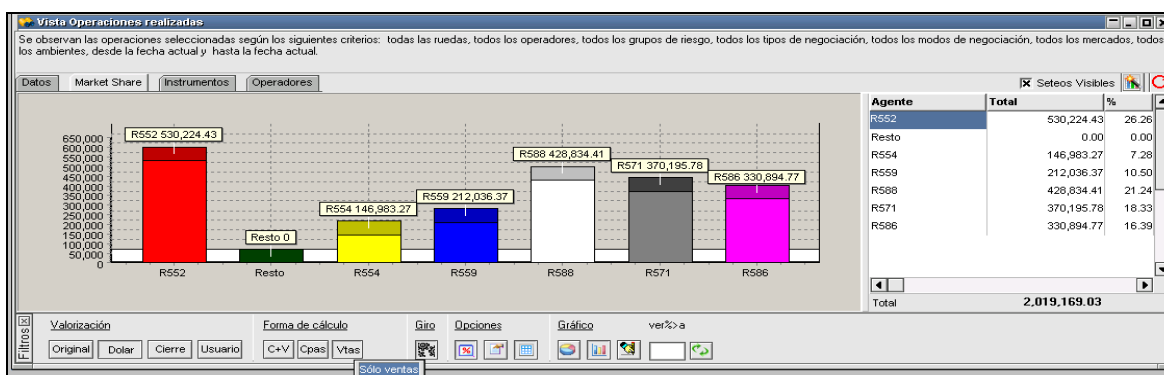 Vista Operaciones realizadas
Se observan las operaciones seleccionadas según los siguientes criterios: todas las ruedas, todos los operadores, todos los grupos de riesgo, todos los tipos de negociación, todos los modos de negociación, todos los mercados, todos
los ambientes, desde la fecha actual y hasta la fecha actual.
Datos Market Share Instrumentos Operadores Seteos Visibles
Agente Total %
R552 530,224.43 26.26
Resto 0.00 0.00
R554 146,983.27 7.28
R559 212,036.37 10.50
R588 428,834.41 21.24
R571 370,195.78 18.33
R586 330,894.77 16.39
Total 2,019,169.03
650,000
600,000
550,000
500,000
450,000
400,000
350,000
300,000
250,000
200,000
150,000
100,000
50,000
0
R552 530,224.43
Resto 0
R554 146,983.27
R559 212,036.37
R588 428,834.41
R571 370,195.78
R586 330,894.77
R552 Resto R554 R559 R588 R571 R586
Filtros
Valorización Forma de cálculo Giro Opciones Gráfico ver%>a
Original Dolar Cierre Usuario C+V Cpas Vtas
Sólo ventas